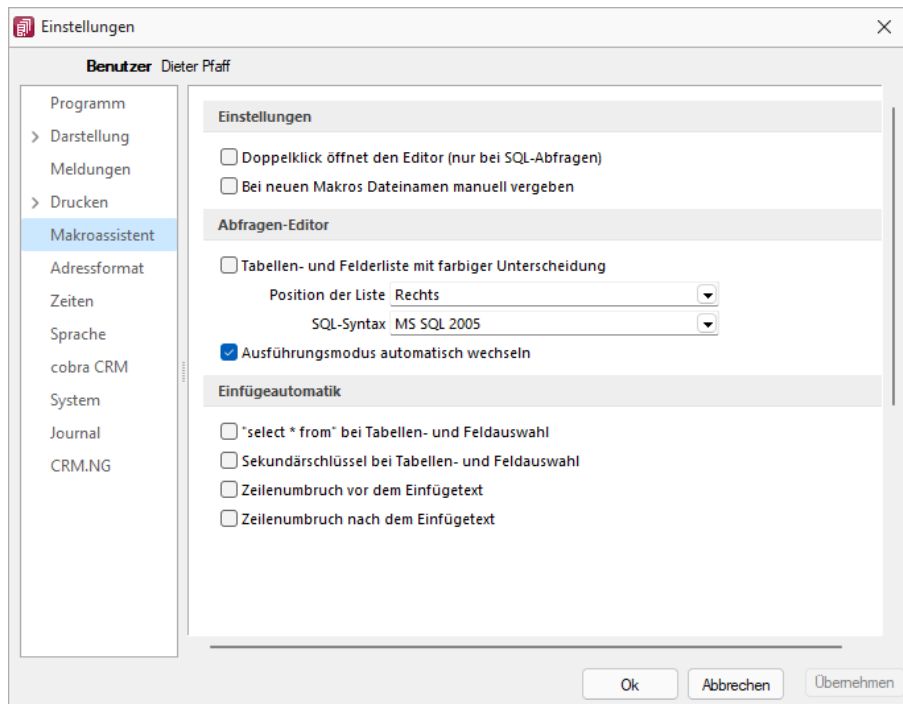 Einstellungen
Benutzer Dieter Pfaff
Programm
Darstellung
Meldungen
Drucken
Makroassistent
Adressformat
Zeiten
Sprache
cobra CRM
System
Journal
CRM.NG
Einstellungen
Doppelklick öffnet den Editor (nur bei SQL-Abfragen)
Bei neuen Makros Dateinamen manuell vergeben
Abfragen-Editor
Tabellen- und Felderliste mit farbiger Unterscheidung
Position der Liste Rechts
SQL-Syntax MS SQL 2005
Ausführungsmodus automatisch wechseln
Einfügeautomatik
"select * from" bei Tabellen- und Feldauswahl
Sekundärschlüssel bei Tabellen- und Feldauswahl
Zeilenumbruch vor dem Einfügetext
Zeilenumbruch nach dem Einfügetext
Ok Abbrechen Übernehmen